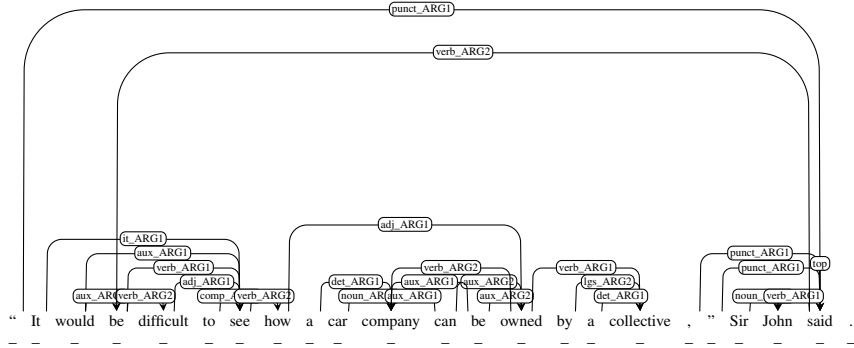 punct_ARG1
verb_ARG2
adj_ARG1
it_ARG1
aux_ARG1 punct_ARG1
verb_ARG1 verb_ARG2 verb_ARG1 punct_ARG1 top
adj_ARG1 det_ARG1 aux_ARG1 aux_ARG2 lgs_ARG2
verb_ARG2 verb_ARG2 aux_ARG1 aux_ARG2 det_ARG1 verb_ARG1
“ It would be difficult to see how a car company can be owned by a collective , ” Sir John said .
_ _ _ _ _ _ _ _ _ _ _ _ _ _ _ _ _ _ _ _ _ _ _ _